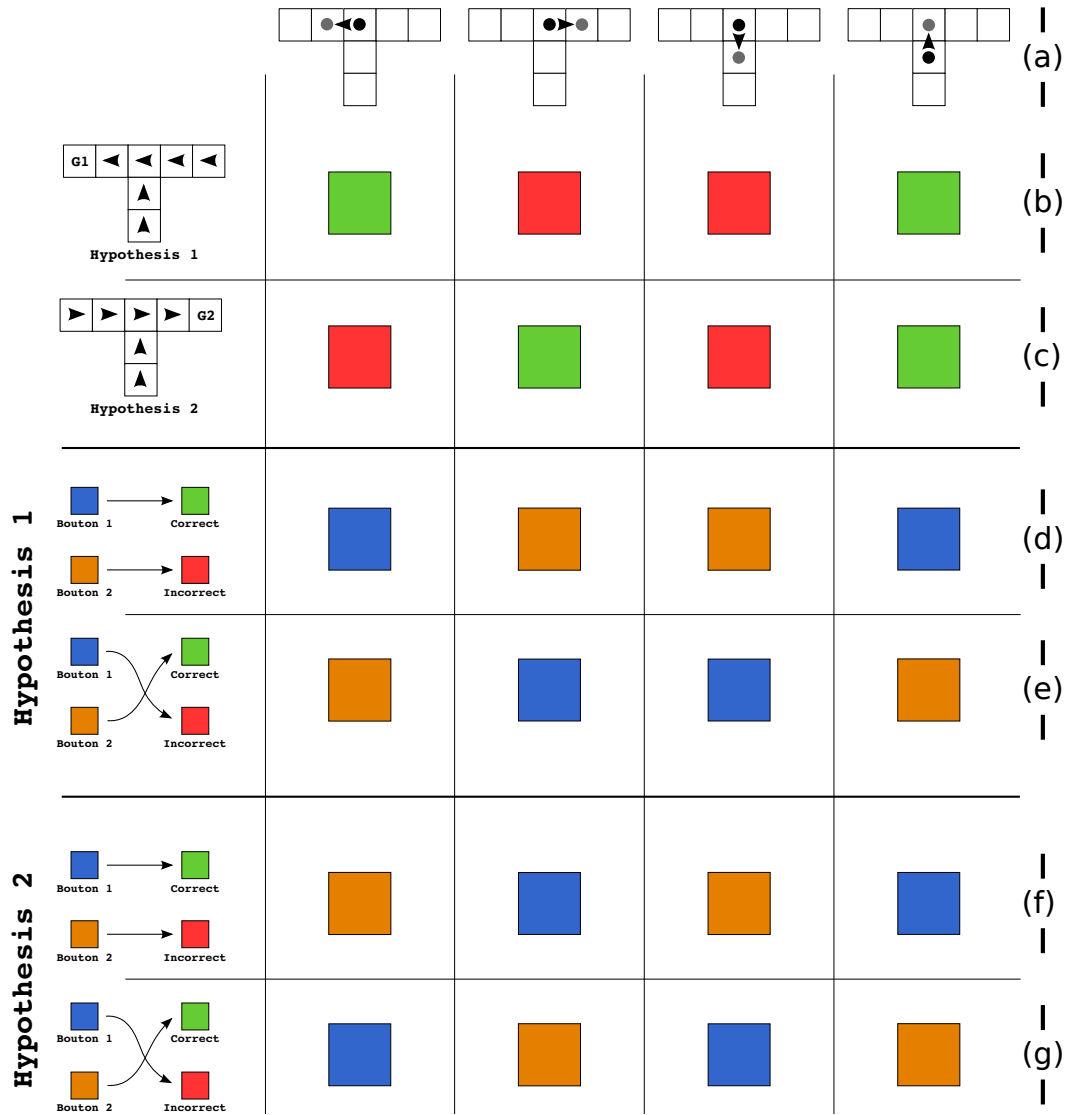 (a)
G1
Hypothesis 1
(b)
G2
Hypothesis 2
(c)
Hypothesis 1
Bouton 1 Correct
Bouton 2 Incorrect
(d)
Bouton 1 Correct
Bouton 2 Incorrect
(e)
Hypothesis 2
Bouton 1 Correct
Bouton 2 Incorrect
(f)
Bouton 1 Correct
Bouton 2 Incorrect
(g)